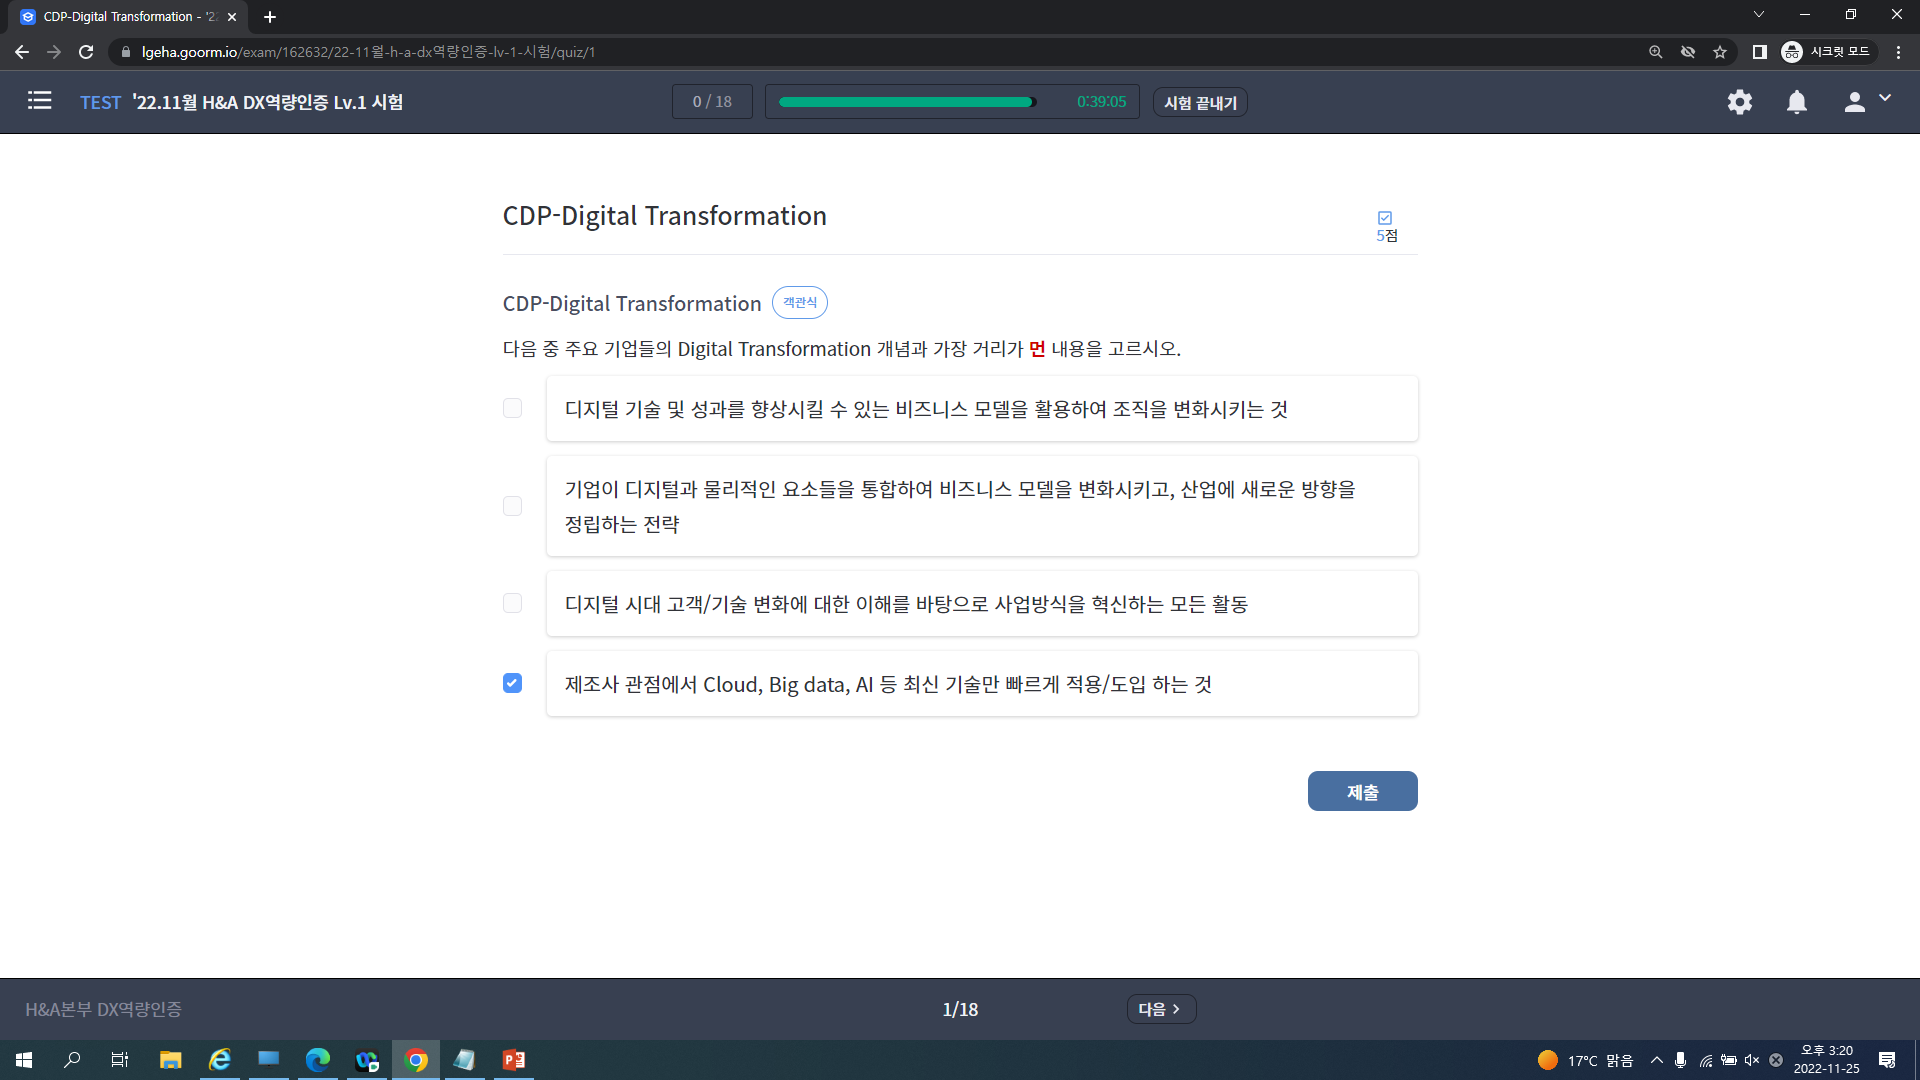 CDP-Digital Transformation - '22
lgeha.goorm.io/exam/162632/22-11월-h-a-dx역량인증-lv-1-시험/quiz/1
시크릿 모드
TEST '22.11월 H&A DX역량인증 Lv.1 시험
0 / 18
0:39:05
시험 끝내기
CDP-Digital Transformation
5점
CDP-Digital Transformation 객관식
다음 중 주요 기업들의 Digital Transformation 개념과 가장 거리가 먼 내용을 고르시오.
디지털 기술 및 성과를 향상시킬 수 있는 비즈니스 모델을 활용하여 조직을 변화시키는 것
기업이 디지털과 물리적인 요소들을 통합하여 비즈니스 모델을 변화시키고, 산업에 새로운 방향을
정립하는 전략
디지털 시대 고객/기술 변화에 대한 이해를 바탕으로 사업방식을 혁신하는 모든 활동
제조사 관점에서 Cloud, Big data, AI 등 최신 기술만 빠르게 적용/도입 하는 것
제출
H&A본부 DX역량인증
1/18
다음 >
17°C 맑음
오후 3:20
2022-11-25